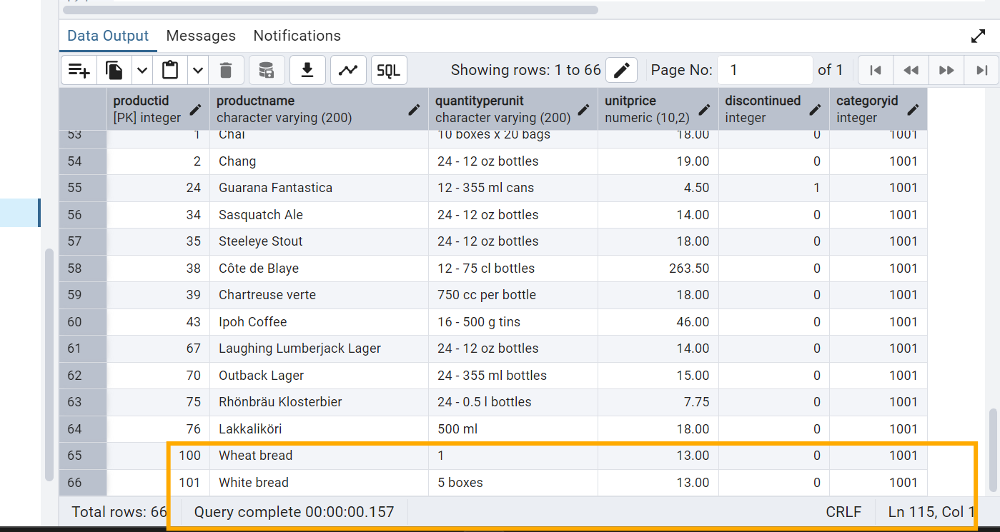 Data Output Messages Notifications
SQL Showing rows: 1 to 66 Page No: 1 of 1
productid productname quantityperunit unitprice discontinued categoryid
[PK] integer character varying (200) character varying (200) numeric (10,2) integer integer
53 1 Chai 10 boxes x 20 bags 18.00 0 1001
54 2 Chang 24 - 12 oz bottles 19.00 0 1001
55 24 Guarana Fantastica 12 - 355 ml cans 4.50 1 1001
56 34 Sasquatch Ale 24 - 12 oz bottles 14.00 0 1001
57 35 Steeleye Stout 24 - 12 oz bottles 18.00 0 1001
58 38 Côte de Blaye 12 - 75 cl bottles 263.50 0 1001
59 39 Chartreuse verte 750 cc per bottle 18.00 0 1001
60 43 Ipoh Coffee 16 - 500 g tins 46.00 0 1001
61 67 Laughing Lumberjack Lager 24 - 12 oz bottles 14.00 0 1001
62 70 Outback Lager 24 - 355 ml bottles 15.00 0 1001
63 75 Rhönbräu Klosterbier 24 - 0.5 l bottles 7.75 0 1001
64 76 Lakkaliköri 500 ml 18.00 0 1001
65 100 Wheat bread 1 13.00 0 1001
66 101 White bread 5 boxes 13.00 0 1001
Total rows: 66 Query complete 00:00:00.157 CRLF Ln 115, Col 1